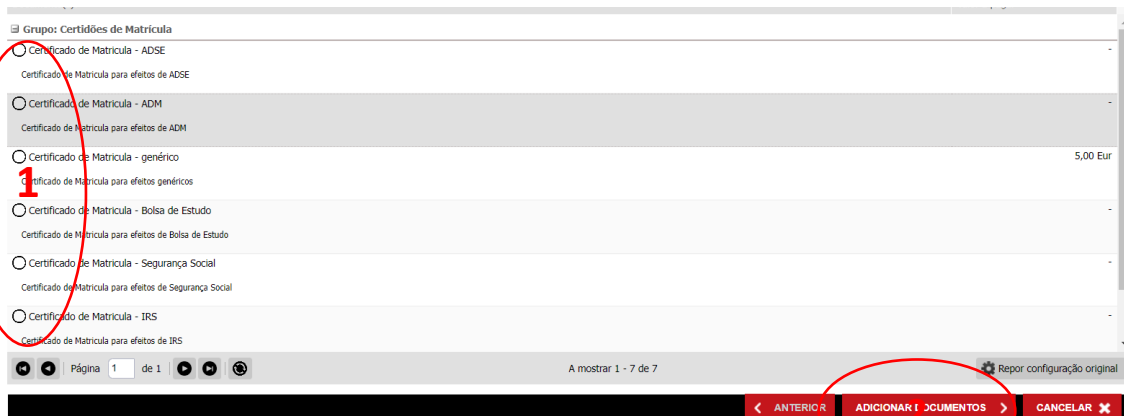 Grupo: Certidões de Matrícula
Certificado de Matricula - ADSE -
Certificado de Matricula para efeitos de ADSE
Certificado de Matricula - ADM -
Certificado de Matricula para efeitos de ADM
Certificado de Matricula - genérico 5,00 Eur
Certificado de Matricula para efeitos genéricos
1
Certificado de Matricula - Bolsa de Estudo -
Certificado de Matricula para efeitos de Bolsa de Estudo
Certificado de Matricula - Segurança Social -
Certificado de Matricula para efeitos de Segurança Social
Certificado de Matricula - IRS -
Certificado de Matricula para efeitos de IRS
Página 1 de 1 A mostrar 1 - 7 de 7 Repor configuração original
ANTERIOR ADICIONAR DOCUMENTOS CANCELAR